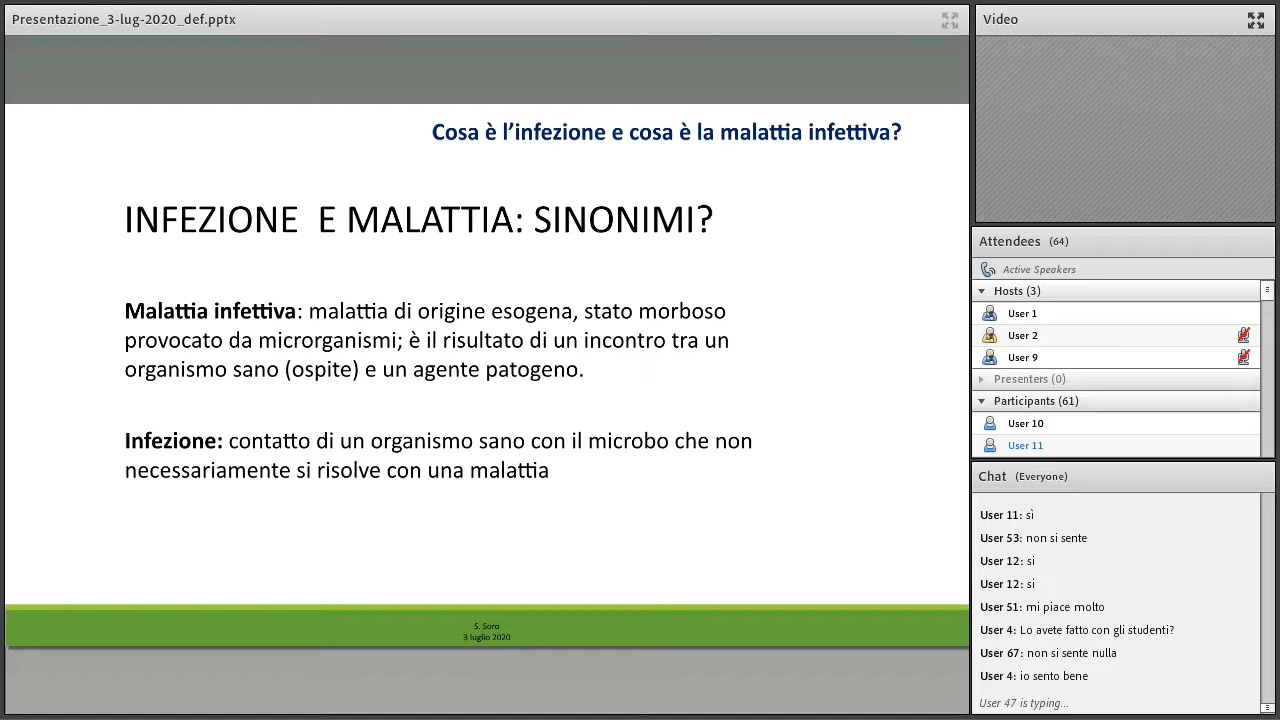 Presentazione_3-lug-2020_def.pptx
Cosa è l’infezione e cosa è la malattia infettiva?
INFEZIONE E MALATTIA: SINONIMI?
Malattia infettiva: malattia di origine esogena, stato morboso
provocato da microrganismi; è il risultato di un incontro tra un
organismo sano (ospite) e un agente patogeno.
Infezione: contatto di un organismo sano con il microbo che non
necessariamente si risolve con una malattia
S. Sora
3 luglio 2020
Video
Attendees (64)
Active Speakers
Hosts (3)
User 1
User 2
User 9
Presenters (0)
Participants (61)
User 10
User 11
Chat (Everyone)
User 11: sì
User 53: non si sente
User 12: si
User 12: si
User 51: mi piace molto
User 4: Lo avete fatto con gli studenti?
User 67: non si sente nulla
User 4: io sento bene
User 47 is typing...